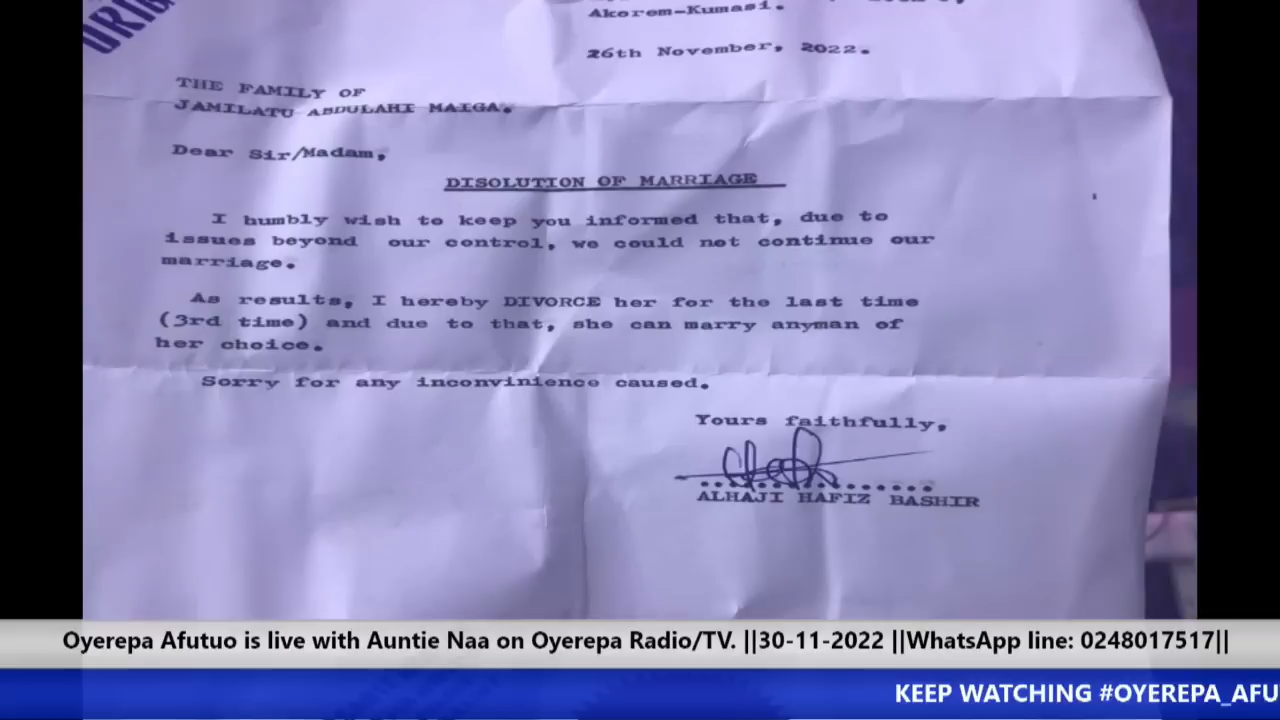 ORIG
Akorem-Kumasi.
26th November, 2022.
THE FAMILY OF
JAMILATU ABDULAHI MAIGA.
Dear Sir/Madam,
DISOLUTION OF MARRIAGE
I humbly wish to keep you informed that, due to
issues beyond our control, we could not continue our
marriage.
As results, I hereby DIVORCE her for the last time
(3rd time) and due to that, she can marry anyman of
her choice.
Sorry for any inconvinience caused.
Yours faithfully,
ALHAJI HAFIZ BASHIR
Oyerepa Afutuo is live with Auntie Naa on Oyerepa Radio/TV. ||30-11-2022 ||WhatsApp line: 0248017517||
KEEP WATCHING #OYEREPA_AFU